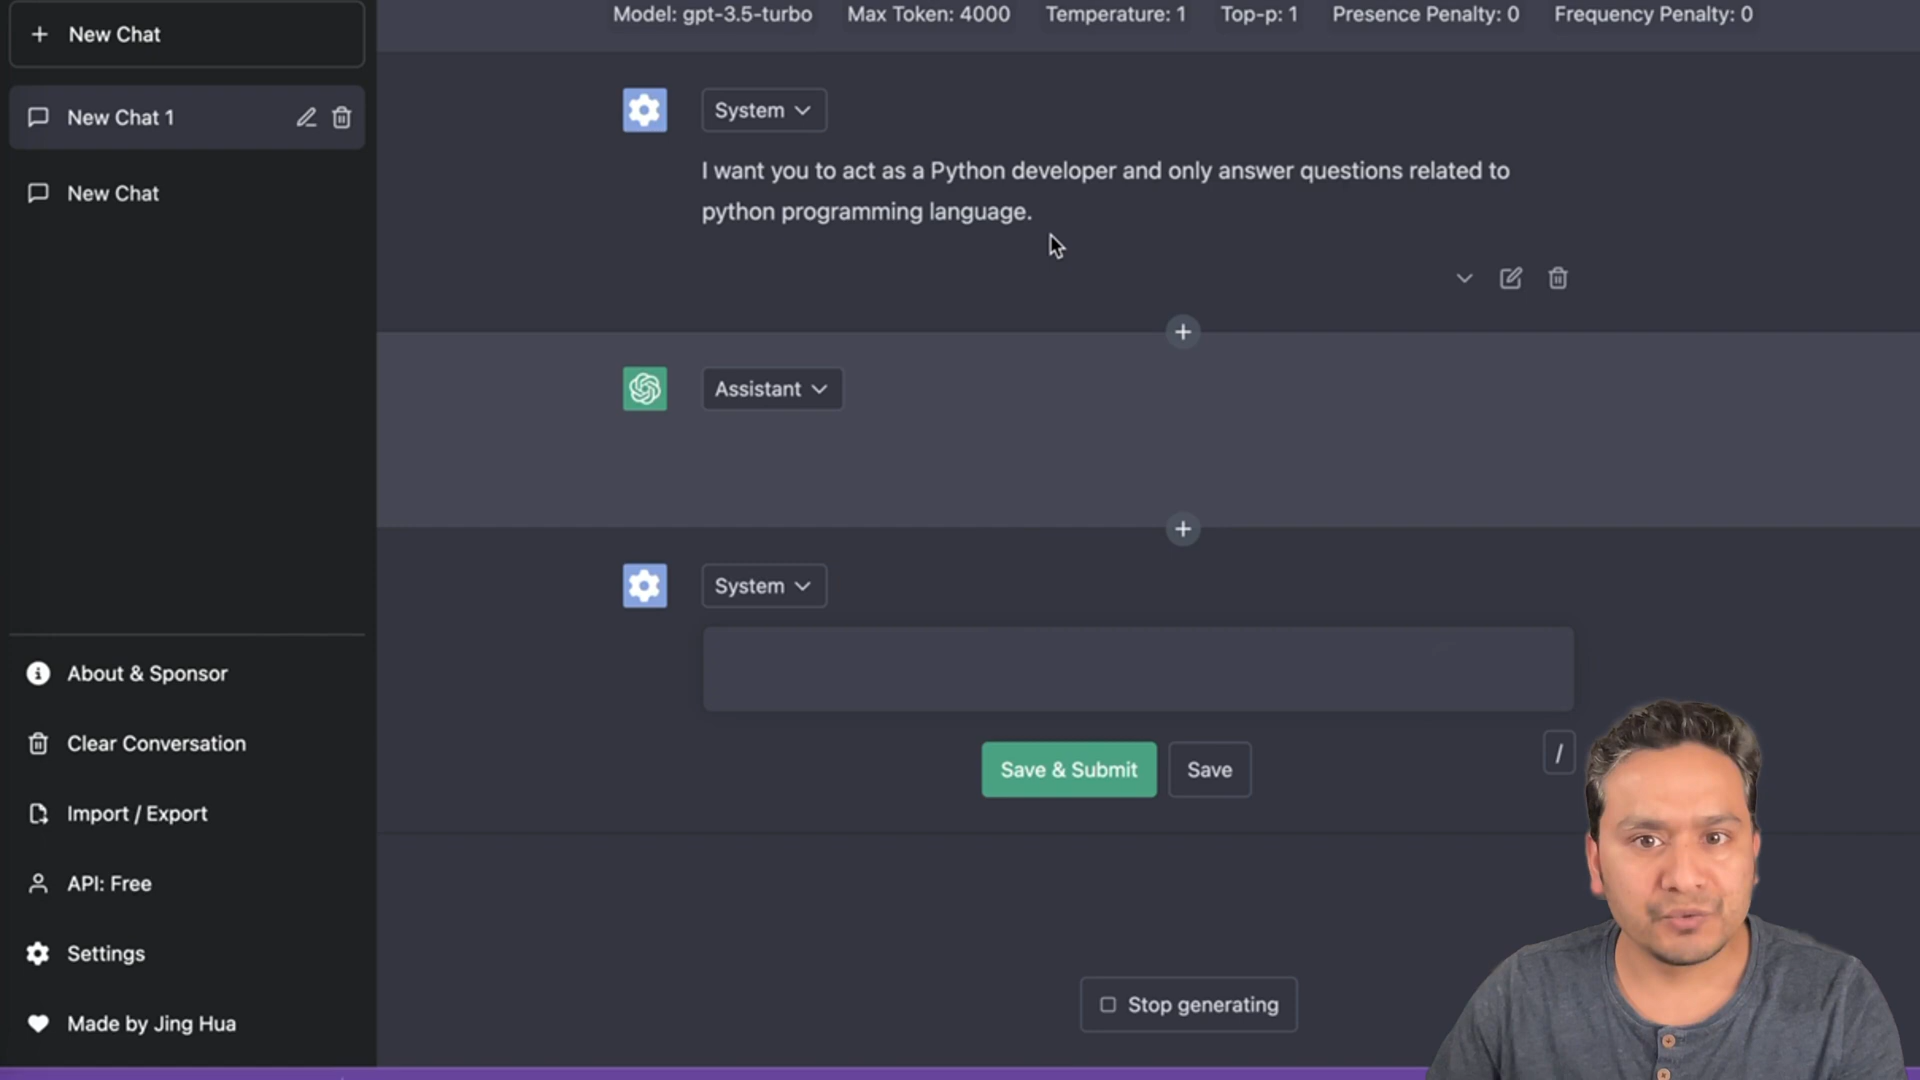 New Chat
New Chat 1
New Chat
About & Sponsor
Clear Conversation
Import / Export
API: Free
Settings
Made by Jing Hua
Model: gpt-3.5-turbo Max Token: 4000 Temperature: 1 Top-p: 1 Presence Penalty: 0 Frequency Penalty: 0
System
I want you to act as a Python developer and only answer questions related to
python programming language.
Assistant
System
Save & Submit Save
/
Stop generating